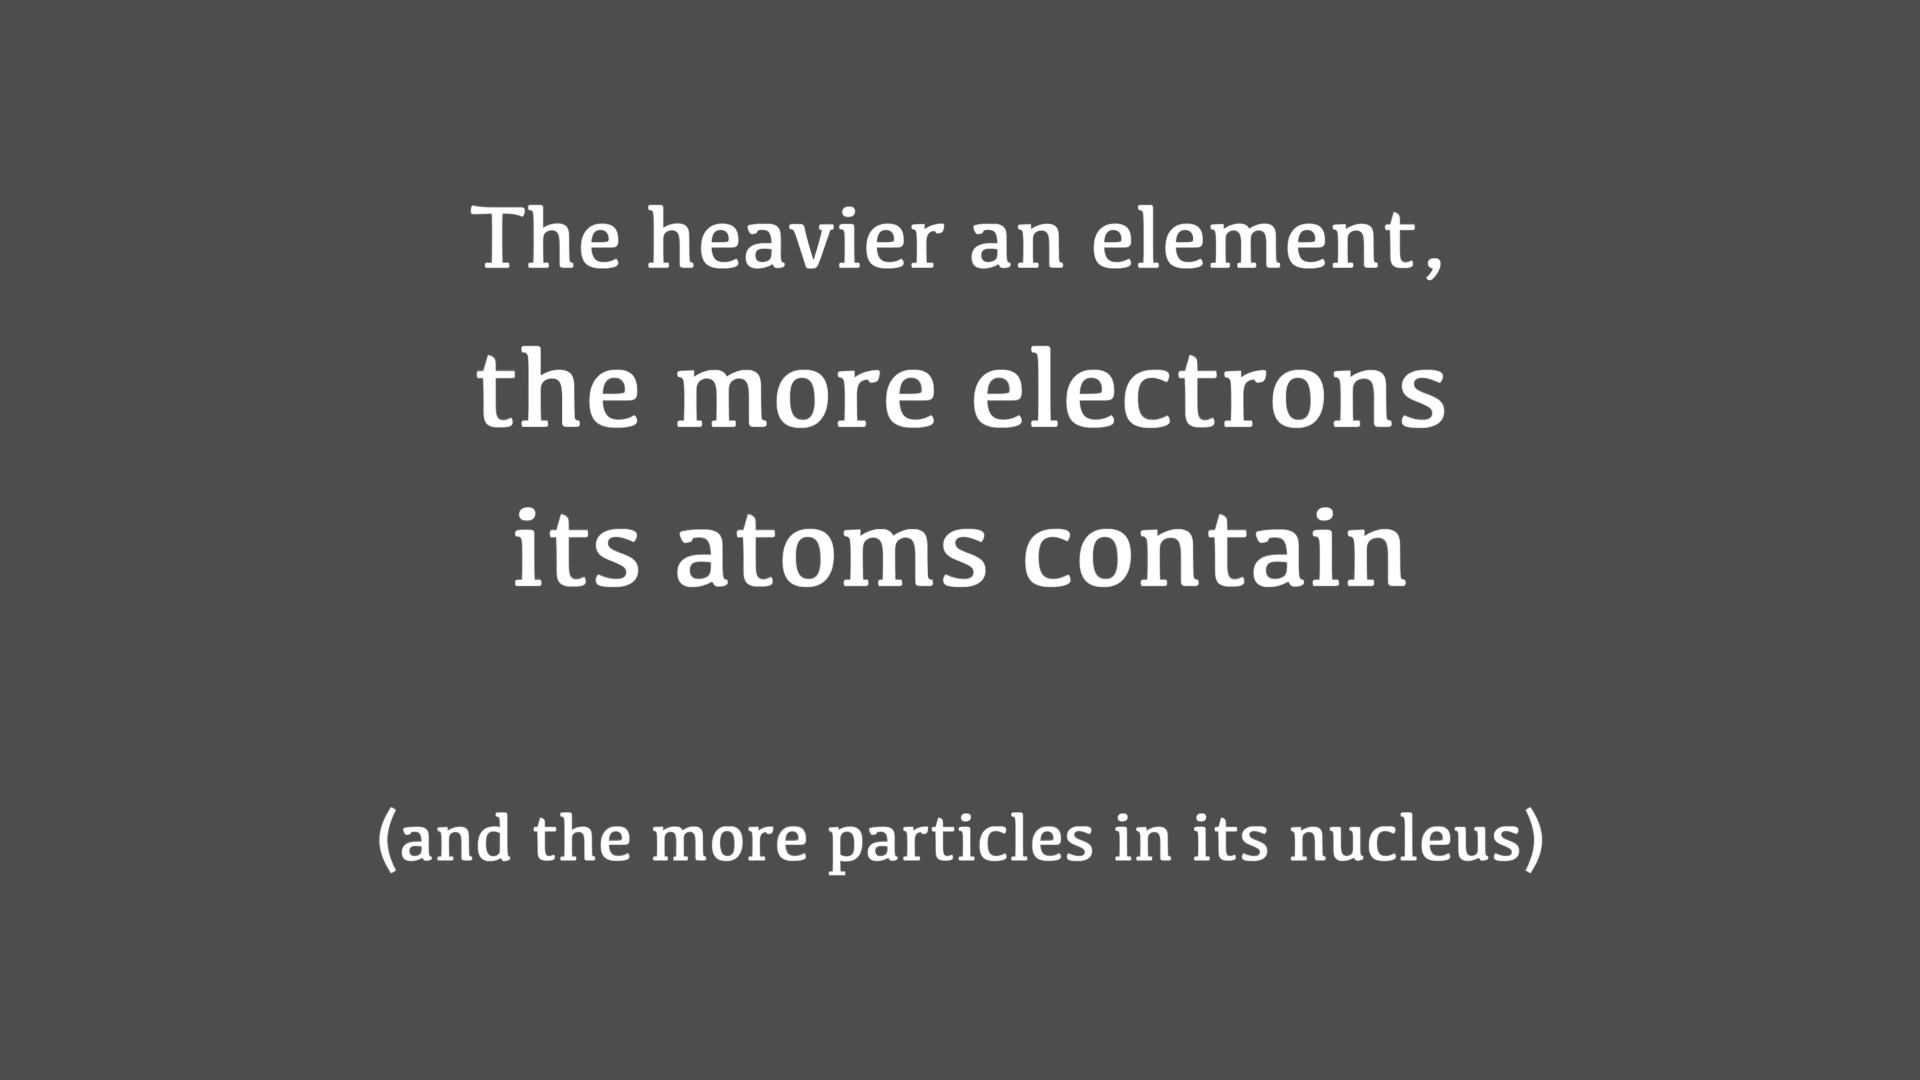 The heavier an element,
the more electrons
its atoms contain
(and the more particles in its nucleus)